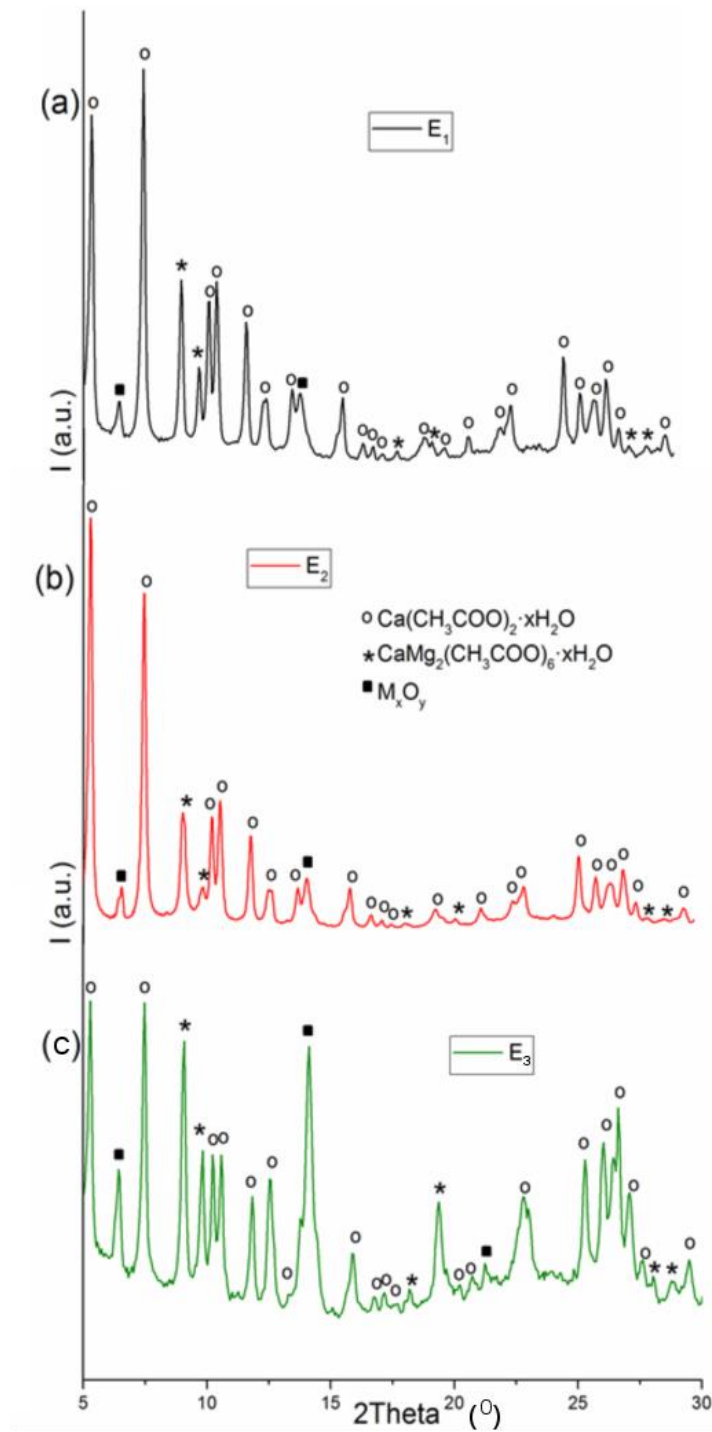 (a)
E₁
I (a.u.)
(b)
E₂
o Ca(CH₃COO)₂·xH₂O
* CaMg₂(CH₃COO)₆·xH₂O
■ MₓOᵧ
I (a.u.)
(c)
E₃
5 10 15 20 25 30
2Theta (⁰)